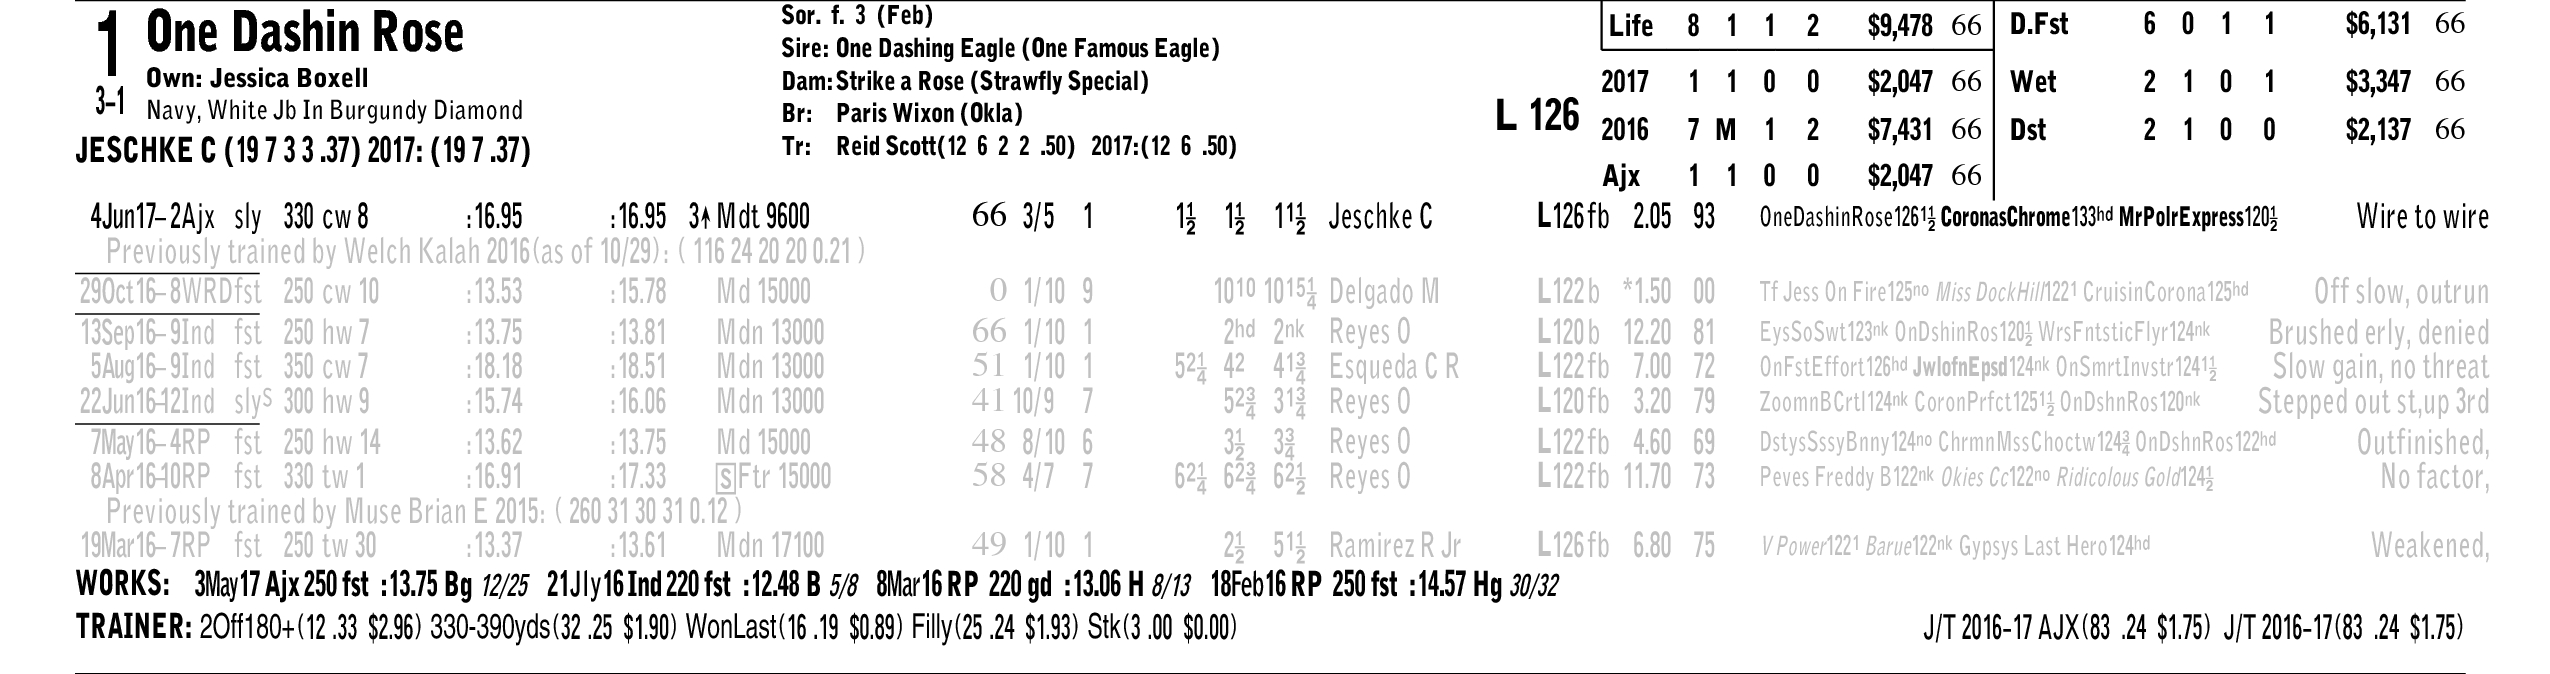 1 One Dashin Rose
Own: Jessica Boxell
3-1 Navy, White Jb In Burgundy Diamond
JESCHKE C (19 7 3 3 .37) 2017: (19 7 .37)
Sor. f. 3 (Feb)
Sire: One Dashing Eagle (One Famous Eagle)
Dam: Strike a Rose (Strawfly Special)
Br: Paris Wixon (Okla)
Tr: Reid Scott(12 6 2 2 .50) 2017:(12 6 .50)
L 126
Life 8 1 1 2 $9,478 66
2017 1 1 0 0 $2,047 66
2016 7 M 1 2 $7,431 66
Ajx 1 1 0 0 $2,047 66
D.Fst 6 0 1 1 $6,131 66
Wet 2 1 0 1 $3,347 66
Dst 2 1 0 0 $2,137 66
4Jun17-2Ajx sly 330 cw 8 :16.95 :16.95 3↑ Mdt 9600 66 3/5 1 1½ 1½ 11½ Jeschke C L126fb 2.05 93 OneDashinRose1261½ CoronasChrome133hd MrPolrExpress120½ Wire to wire
Previously trained by Welch Kalah 2016(as of 10/29): ( 116 24 20 20 0.21 )
29Oct16-8WRD fst 250 cw 10 :13.53 :15.78 Md 15000 0 1/10 9 1010 1015¼ Delgado M L122b *1.50 00 Tf Jess On Fire125no Miss DockHill1221 CruisinCorona125hd Off slow, outrun
13Sep16-9Ind fst 250 hw 7 :13.75 :13.81 Mdn 13000 66 1/10 1 2hd 2nk Reyes O L120b 12.20 81 EysSoSwt123nk OnDshinRos120½ WrsFntsticFlyr124nk Brushed erly, denied
5Aug16-9Ind fst 350 cw 7 :18.18 :18.51 Mdn 13000 51 1/10 1 52¼ 42 41¾ Esqueda C R L122fb 7.00 72 OnFstEffort126hd JwlofnEpsd124nk OnSmrtInvstr1241½ Slow gain, no threat
22Jun16-12Ind slyS 300 hw 9 :15.74 :16.06 Mdn 13000 41 10/9 7 52¾ 31¾ Reyes O L120fb 3.20 79 ZoomnBCrtl124nk CoronPrfct1251½ OnDshnRos120nk Stepped out st,up 3rd
7May16-4RP fst 250 hw 14 :13.62 :13.75 Md 15000 48 8/10 6 3½ 3¾ Reyes O L122fb 4.60 69 DstysSssyBnny124no ChrmnMssChoctw124¾ OnDshnRos122hd Outfinished,
8Apr16-10RP fst 330 tw 1 :16.91 :17.33 S Ftr 15000 58 4/7 7 62¼ 62¾ 62½ Reyes O L122fb 11.70 73 Peves Freddy B122nk Okies Cc122no Ridicolous Gold124½ No factor,
Previously trained by Muse Brian E 2015: ( 260 31 30 31 0.12 )
19Mar16-7RP fst 250 tw 30 :13.37 :13.61 Mdn 17100 49 1/10 1 2½ 51½ Ramirez R Jr L126fb 6.80 75 V Power1221 Barue122nk Gypsys Last Hero124hd Weakened,
WORKS: 3May17 Ajx 250 fst :13.75 Bg 12/25 21Jly16 Ind 220 fst :12.48 B 5/8 8Mar16 RP 220 gd :13.06 H 8/13 18Feb16 RP 250 fst :14.57 Hg 30/32
TRAINER: 2Off180+(12 .33 $2.96) 330-390yds(32 .25 $1.90) WonLast(16 .19 $0.89) Filly(25 .24 $1.93) Stk(3 .00 $0.00) J/T 2016-17 AJX(83 .24 $1.75) J/T 2016-17(83 .24 $1.75)